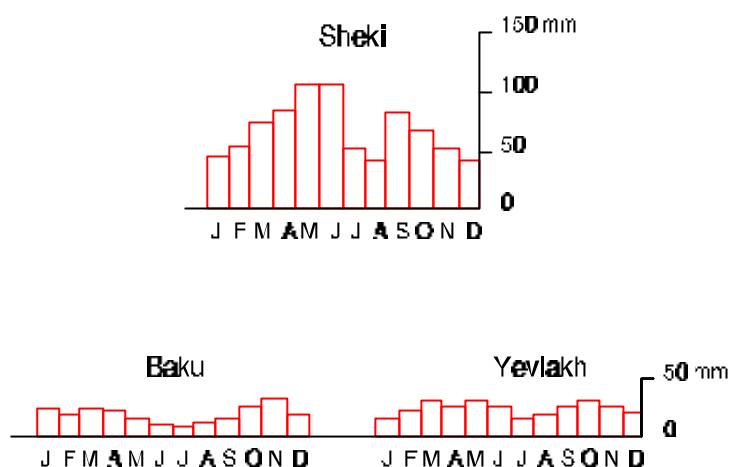 150 mm
Sheki
100
50
0
J F M A M J J A S O N D
Baku
Yevlakh
50 mm
0
J F M A M J J A S O N D
J F M A M J J A S O N D